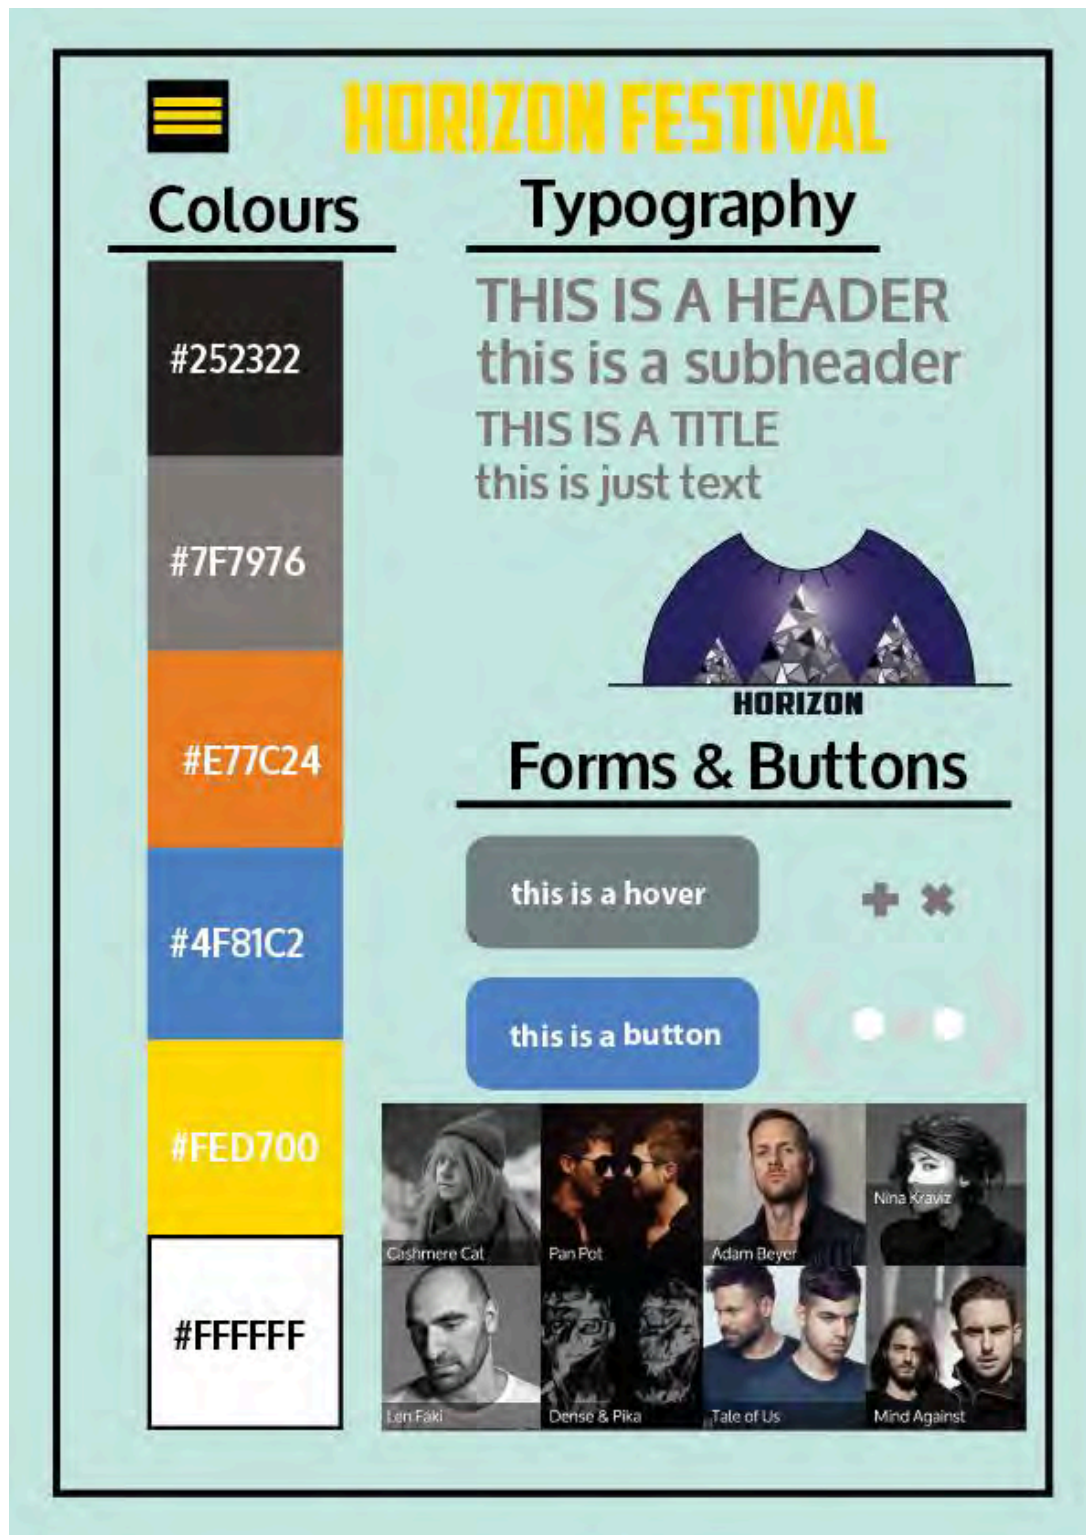 HORIZON FESTIVAL
Colours
#252322
#7F7976
#E77C24
#4F81C2
#FED700
#FFFFFF
Typography
THIS IS A HEADER
this is a subheader
THIS IS A TITLE
this is just text
HORIZON
Forms & Buttons
this is a hover
this is a button
Cashmere Cat
Pan Pot
Adam Beyer
Nina Kraviz
Len Faki
Dense & Pika
Tale of Us
Mind Against